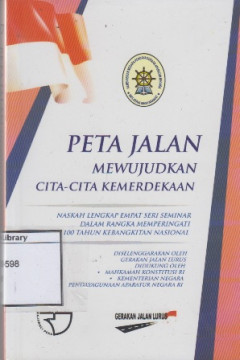 PETA JALAN
MEWUJUDKAN
CITA-CITA KEMERDEKAAN
NASKAH LENGKAP EMPAT SERI SEMINAR
DALAM RANGKA MEMPERINGATI
100 TAHUN KEBANGKITAN NASIONAL
DISELENGGARAKAN OLEH
GERAKAN JALAN LURUS
DIDUKUNG OLEH
• MAHKAMAH KONSTITUSI RI
• KEMENTERIAN NEGARA
PENDAYAGUNAAN APARATUR NEGARA RI
Library
9598
GERAKAN JALAN LURUS